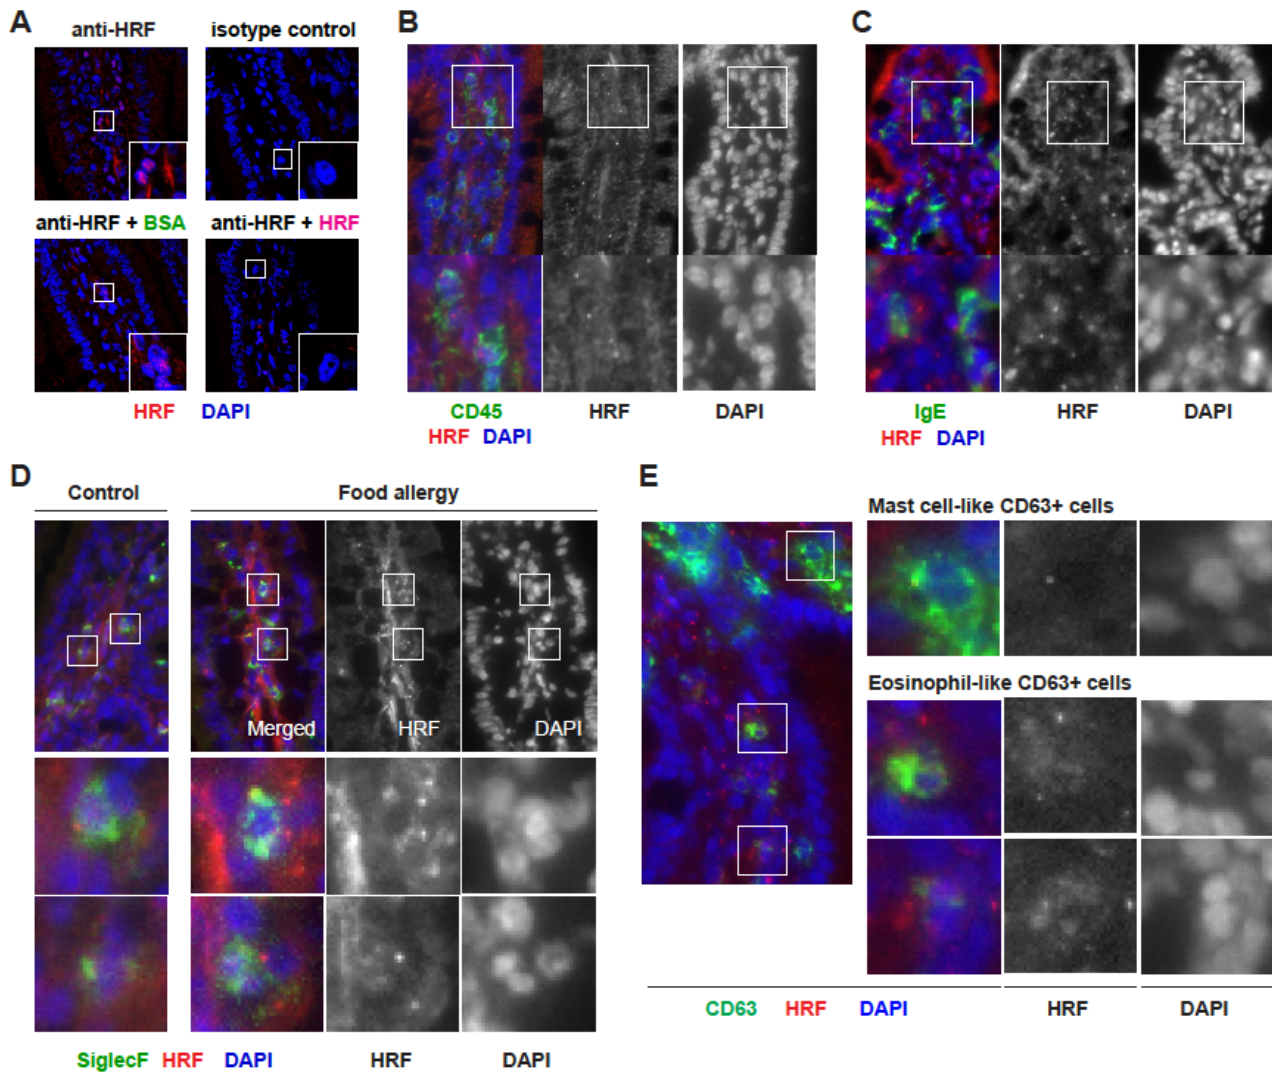 A
anti-HRF
isotype control
anti-HRF + BSA
anti-HRF + HRF
HRF DAPI
B
CD45
HRF DAPI
HRF
DAPI
C
IgE
HRF DAPI
HRF
DAPI
D
Control
Food allergy
Merged
HRF
DAPI
SiglecF HRF DAPI
HRF
DAPI
E
Mast cell-like CD63+ cells
Eosinophil-like CD63+ cells
CD63 HRF DAPI
HRF
DAPI